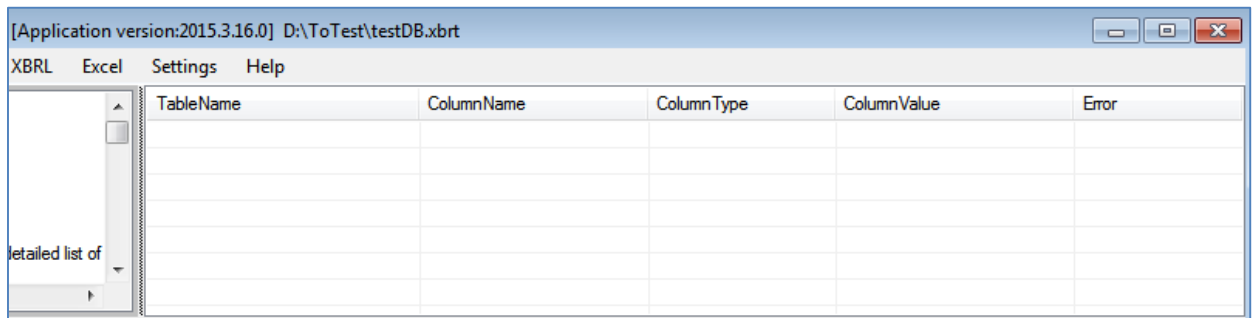 [Application version:2015.3.16.0] D:\ToTest\testDB.xbrt
XBRL Excel Settings Help
TableName ColumnName ColumnType ColumnValue Error
detailed list of